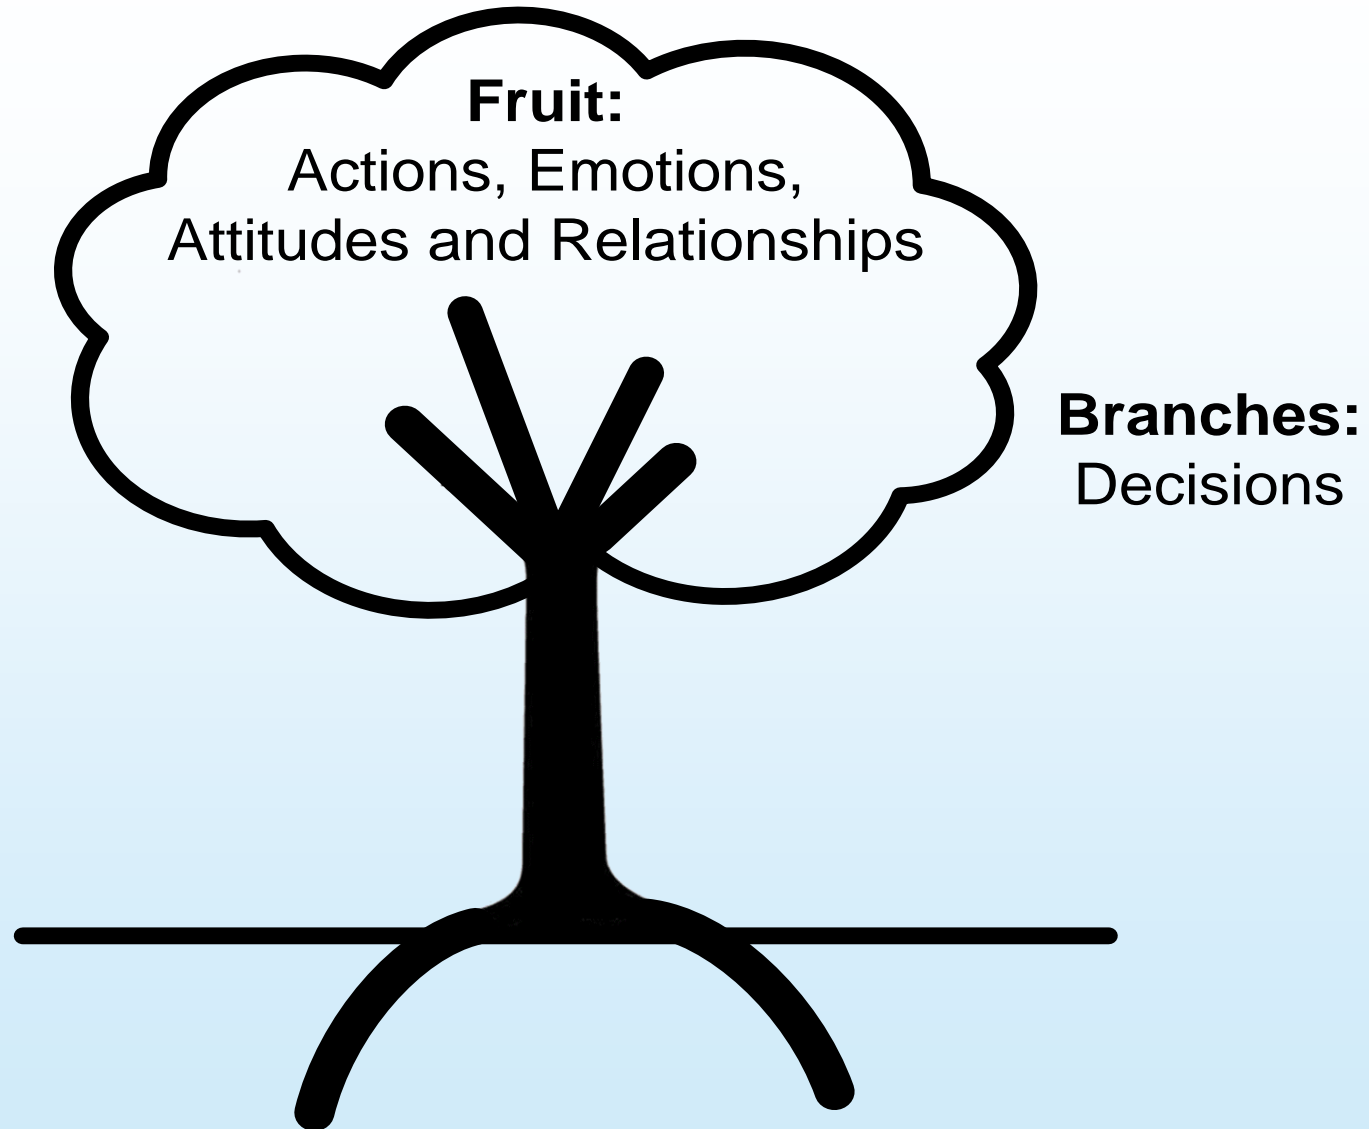 Fruit:
Actions, Emotions,
Attitudes and Relationships
Branches:
Decisions